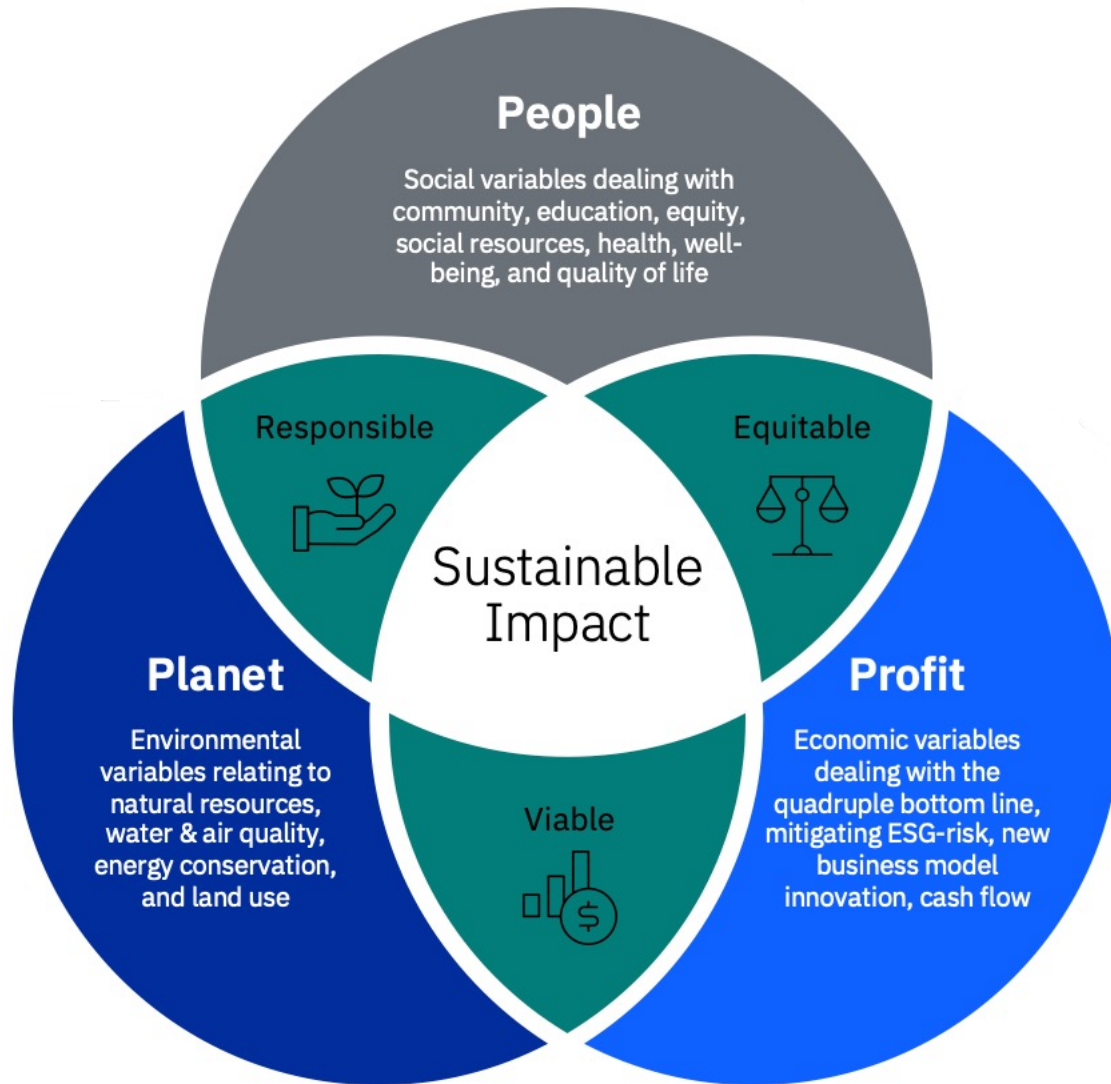 People
Social variables dealing with
community, education, equity,
social resources, health, well-
being, and quality of life
Responsible
Equitable
Sustainable
Impact
Planet
Environmental
variables relating to
natural resources,
water & air quality,
energy conservation,
and land use
Profit
Economic variables
dealing with the
quadruple bottom line,
mitigating ESG-risk, new
business model
innovation, cash flow
Viable
$